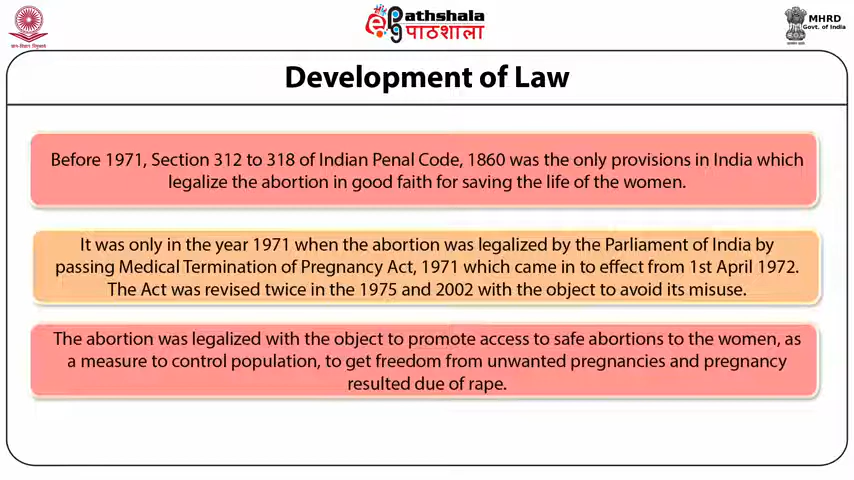 ePathshala
पाठशाला
MHRD
Govt. of India
Development of Law
Before 1971, Section 312 to 318 of Indian Penal Code, 1860 was the only provisions in India which
legalize the abortion in good faith for saving the life of the women.
It was only in the year 1971 when the abortion was legalized by the Parliament of India by
passing Medical Termination of Pregnancy Act, 1971 which came in to effect from 1st April 1972.
The Act was revised twice in the 1975 and 2002 with the object to avoid its misuse.
The abortion was legalized with the object to promote access to safe abortions to the women, as
a measure to control population, to get freedom from unwanted pregnancies and pregnancy
resulted due of rape.